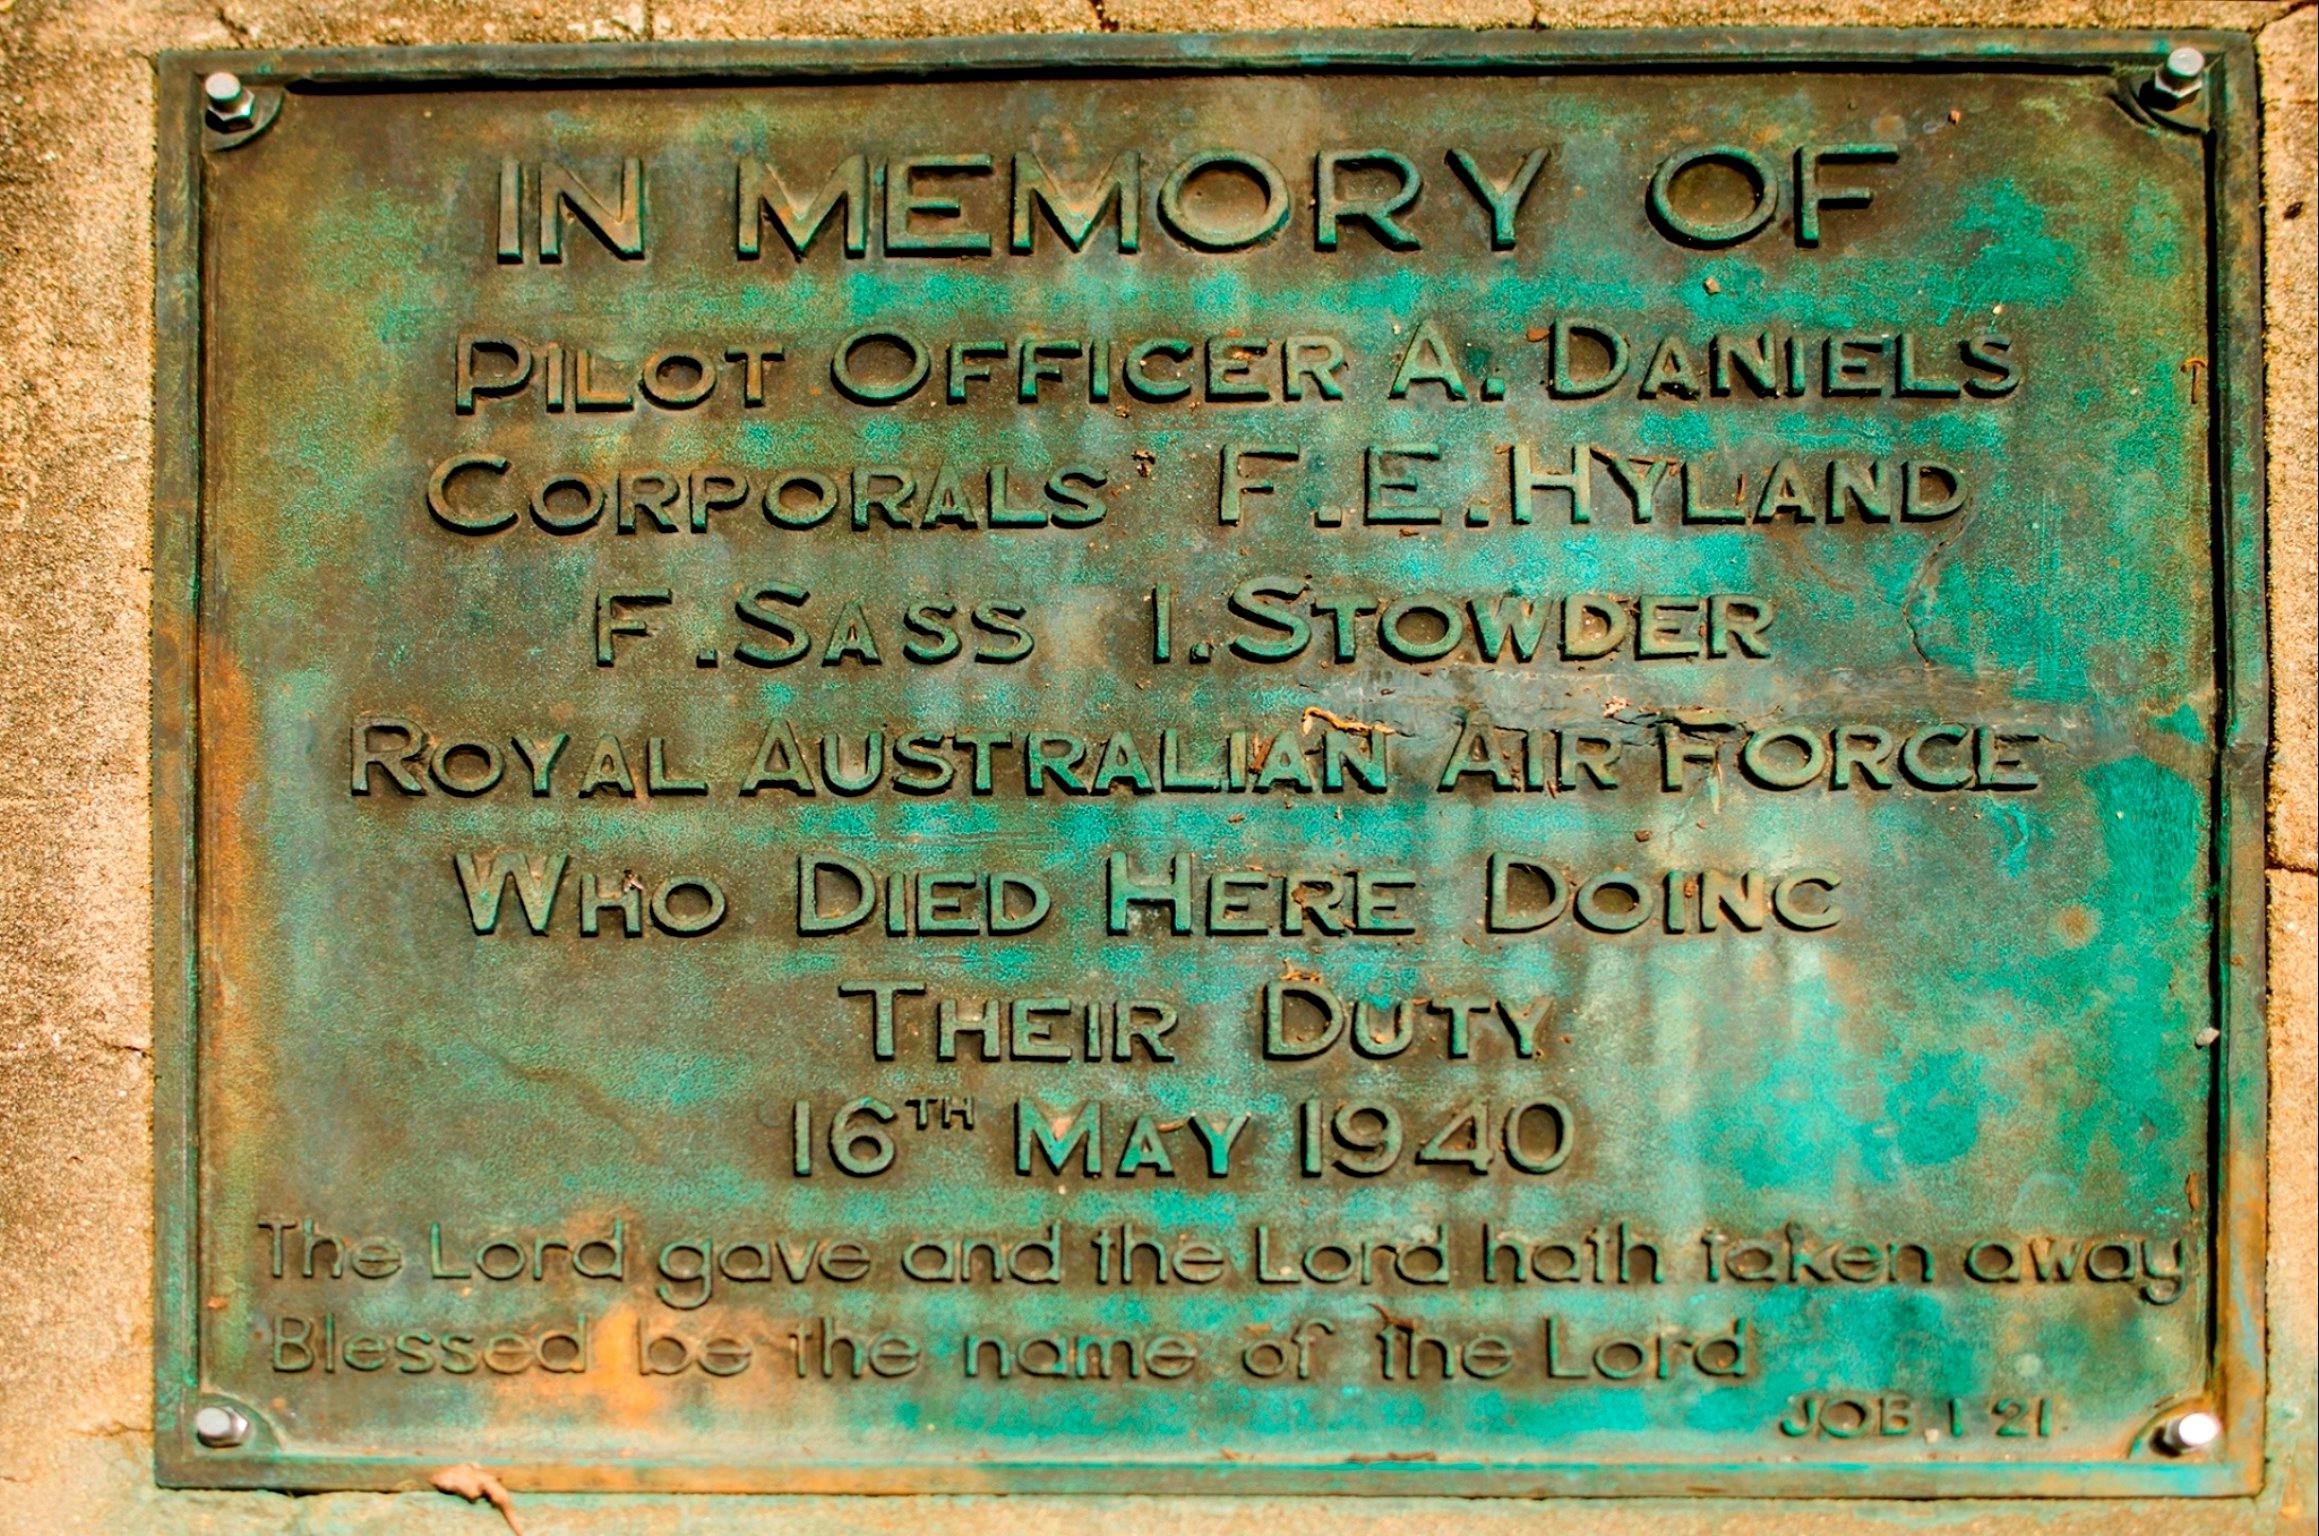 IN MEMORY OF
PILOT OFFICER A. DANIELS
CORPORALS' F.E.HYLAND
F.SASS I.STOWDER
ROYAL AUSTRALIAN AIR FORCE
WHO DIED HERE DOING
THEIR DUTY
16TH MAY 1940
The Lord gave and the Lord hath taken away
Blessed be the name of the Lord
JOB.1 21